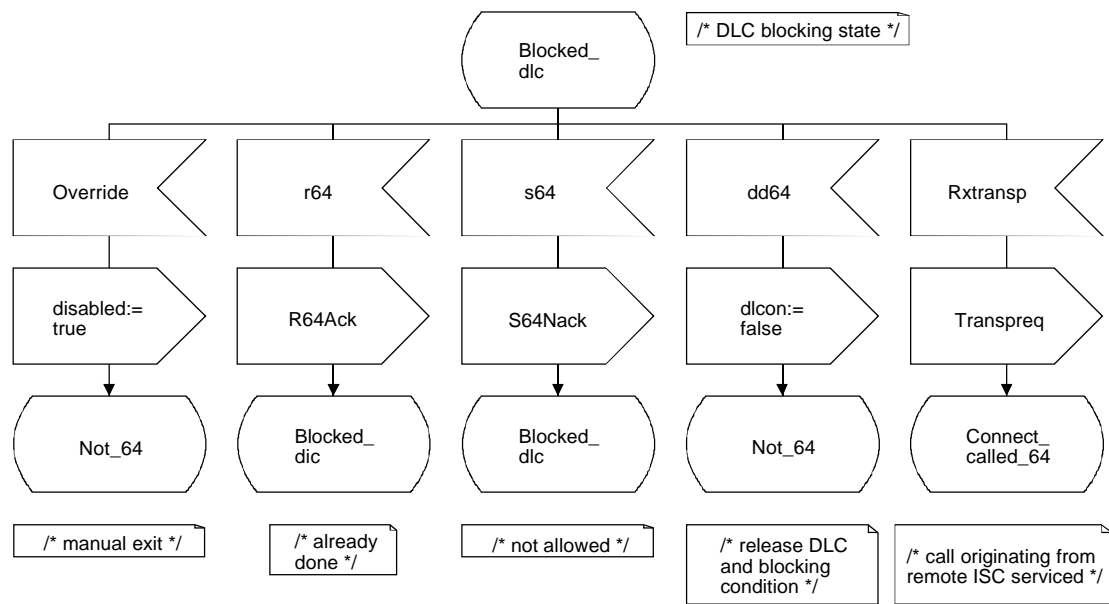 Blocked_
dlc
/* DLC blocking state */
Override
r64
s64
dd64
Rxtransp
disabled:=
true
R64Ack
S64Nack
dlcon:=
false
Transpreq
Not_64
Blocked_
dic
Blocked_
dlc
Not_64
Connect_
called_64
/* manual exit */
/* already
done */
/* not allowed */
/* release DLC
and blocking
condition */
/* call originating from
remote ISC serviced */